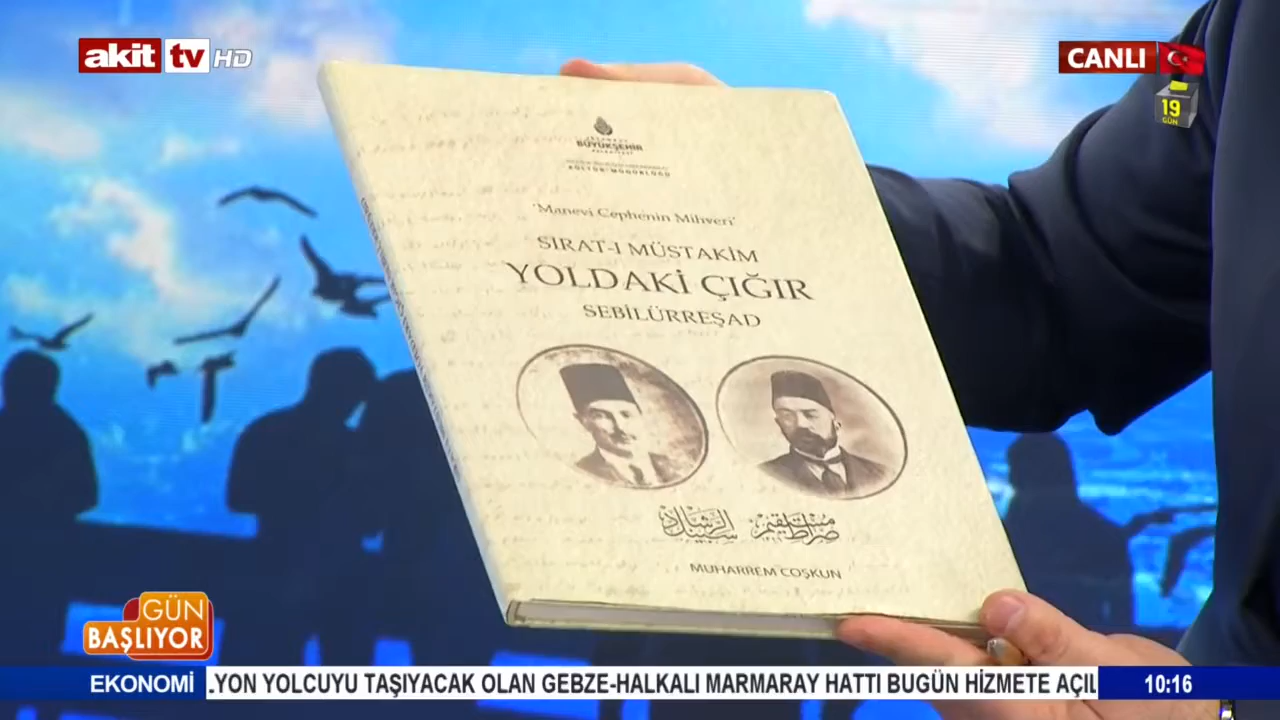 akit tv HD
CANLI
19
GÜN
BÜYÜKŞEHİR
KÜLTÜR MÜDÜRLÜĞÜ
'Manevi Cephenin Mihveri'
SIRAT-I MÜSTAKİM
YOLDAKİ ÇIĞIR
SEBİLÜRREŞAD
صراط مستقيم سبيل الرشاد
MUHARREM COŞKUN
GÜN
BAŞLIYOR
EKONOMİ .YON YOLCUYU TAŞIYACAK OLAN GEBZE-HALKALI MARMARAY HATTI BUGÜN HİZMETE AÇIL 10:16